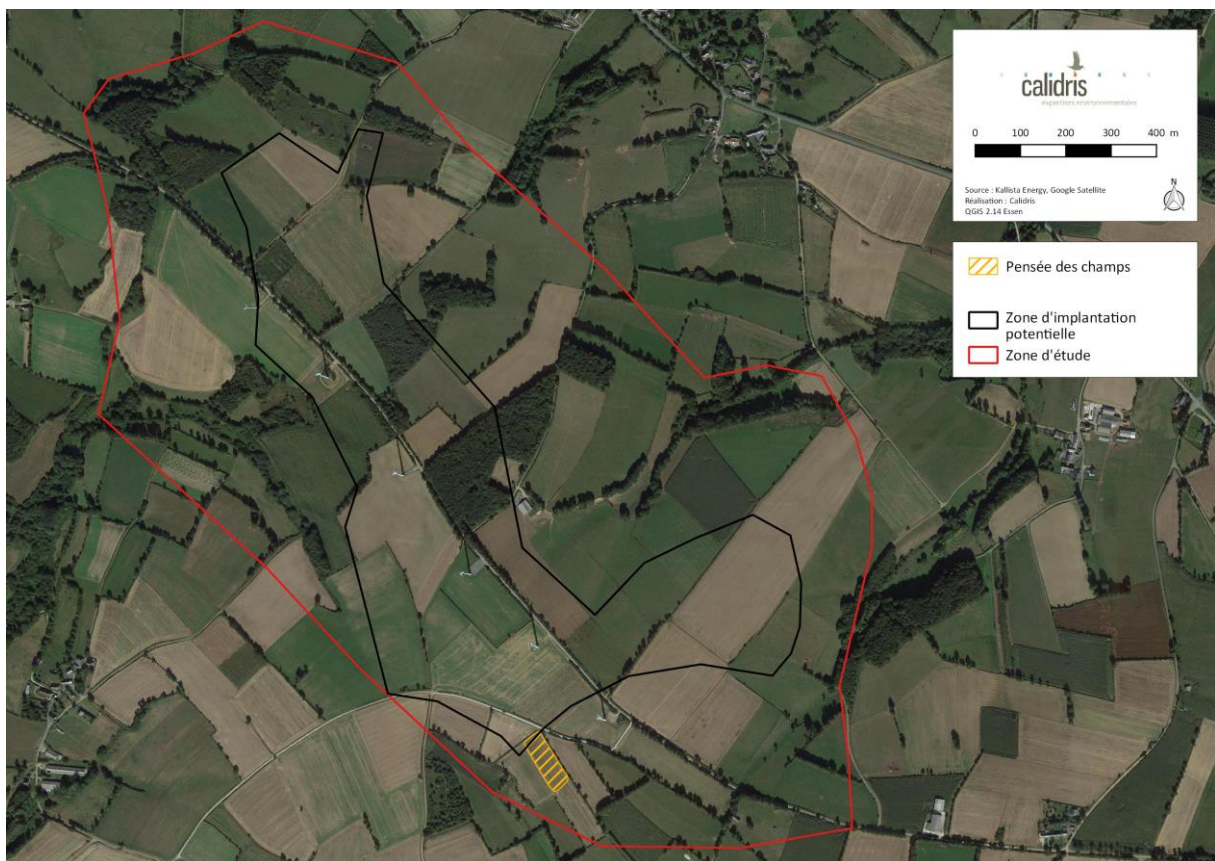 calidris
expertises environnementales
0 100 200 300 400 m
Source : Kallista Energy, Google Satellite
Réalisation : Calidris
QGIS 2.14 Essen
N
Pensée des champs
Zone d'implantation
potentielle
Zone d'étude